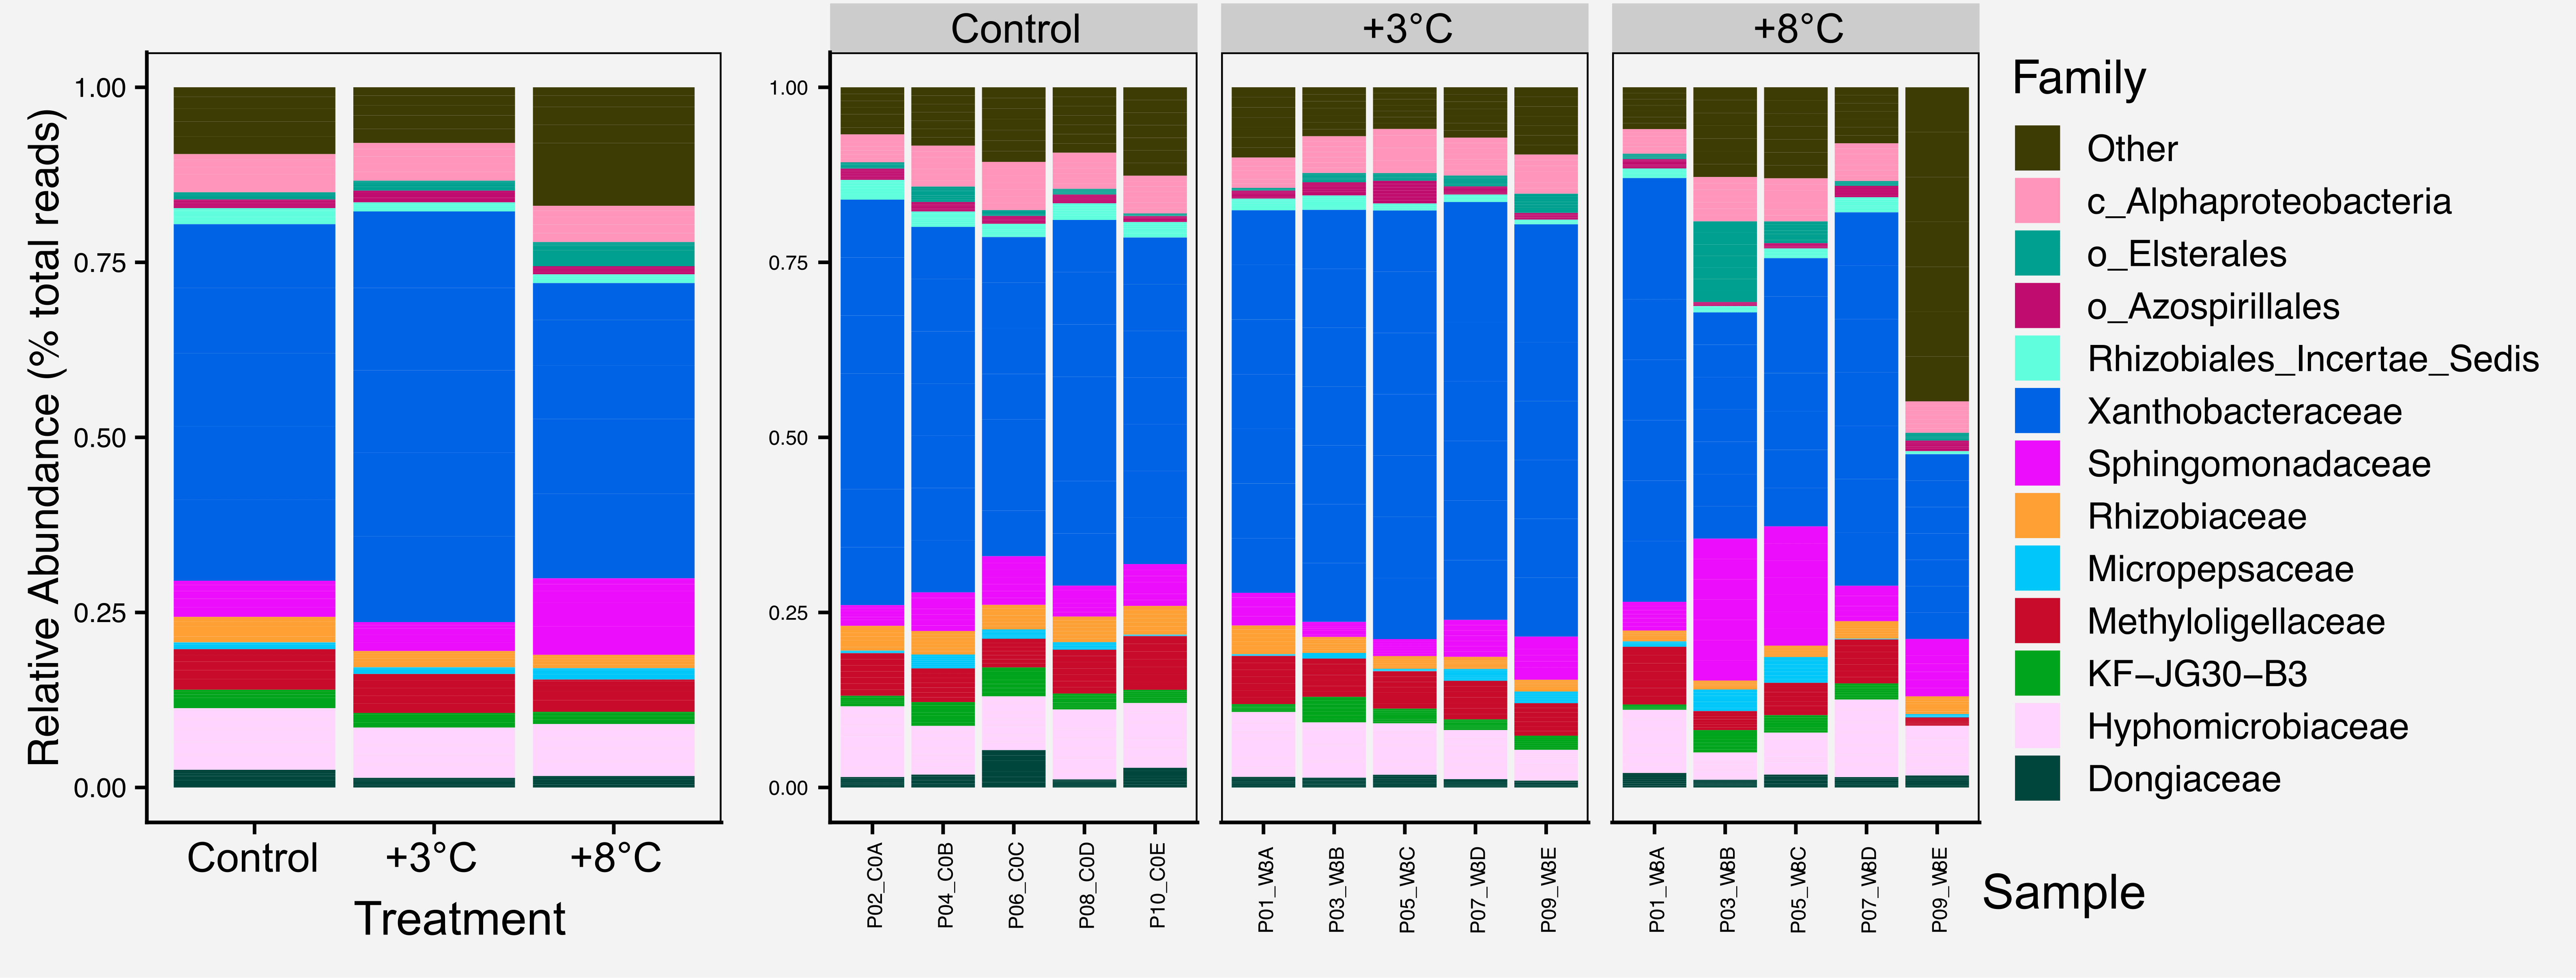 Control
+3°C
+8°C
Relative Abundance (% total reads)
1.00
0.75
0.50
0.25
0.00
Control
+3°C
+8°C
Treatment
1.00
0.75
0.50
0.25
0.00
P02_C0A
P04_C0B
P06_C0C
P08_C0D
P10_C0E
P01_W3A
P03_W3B
P05_W3C
P07_W3D
P09_W3E
P01_W8A
P03_W8B
P05_W8C
P07_W8D
P09_W8E
Sample
Family
Other
c_Alphaproteobacteria
o_Elsterales
o_Azospirillales
Rhizobiales_Incertae_Sedis
Xanthobacteraceae
Sphingomonadaceae
Rhizobiaceae
Micropepsaceae
Methyloligellaceae
KF−JG30−B3
Hyphomicrobiaceae
Dongiaceae